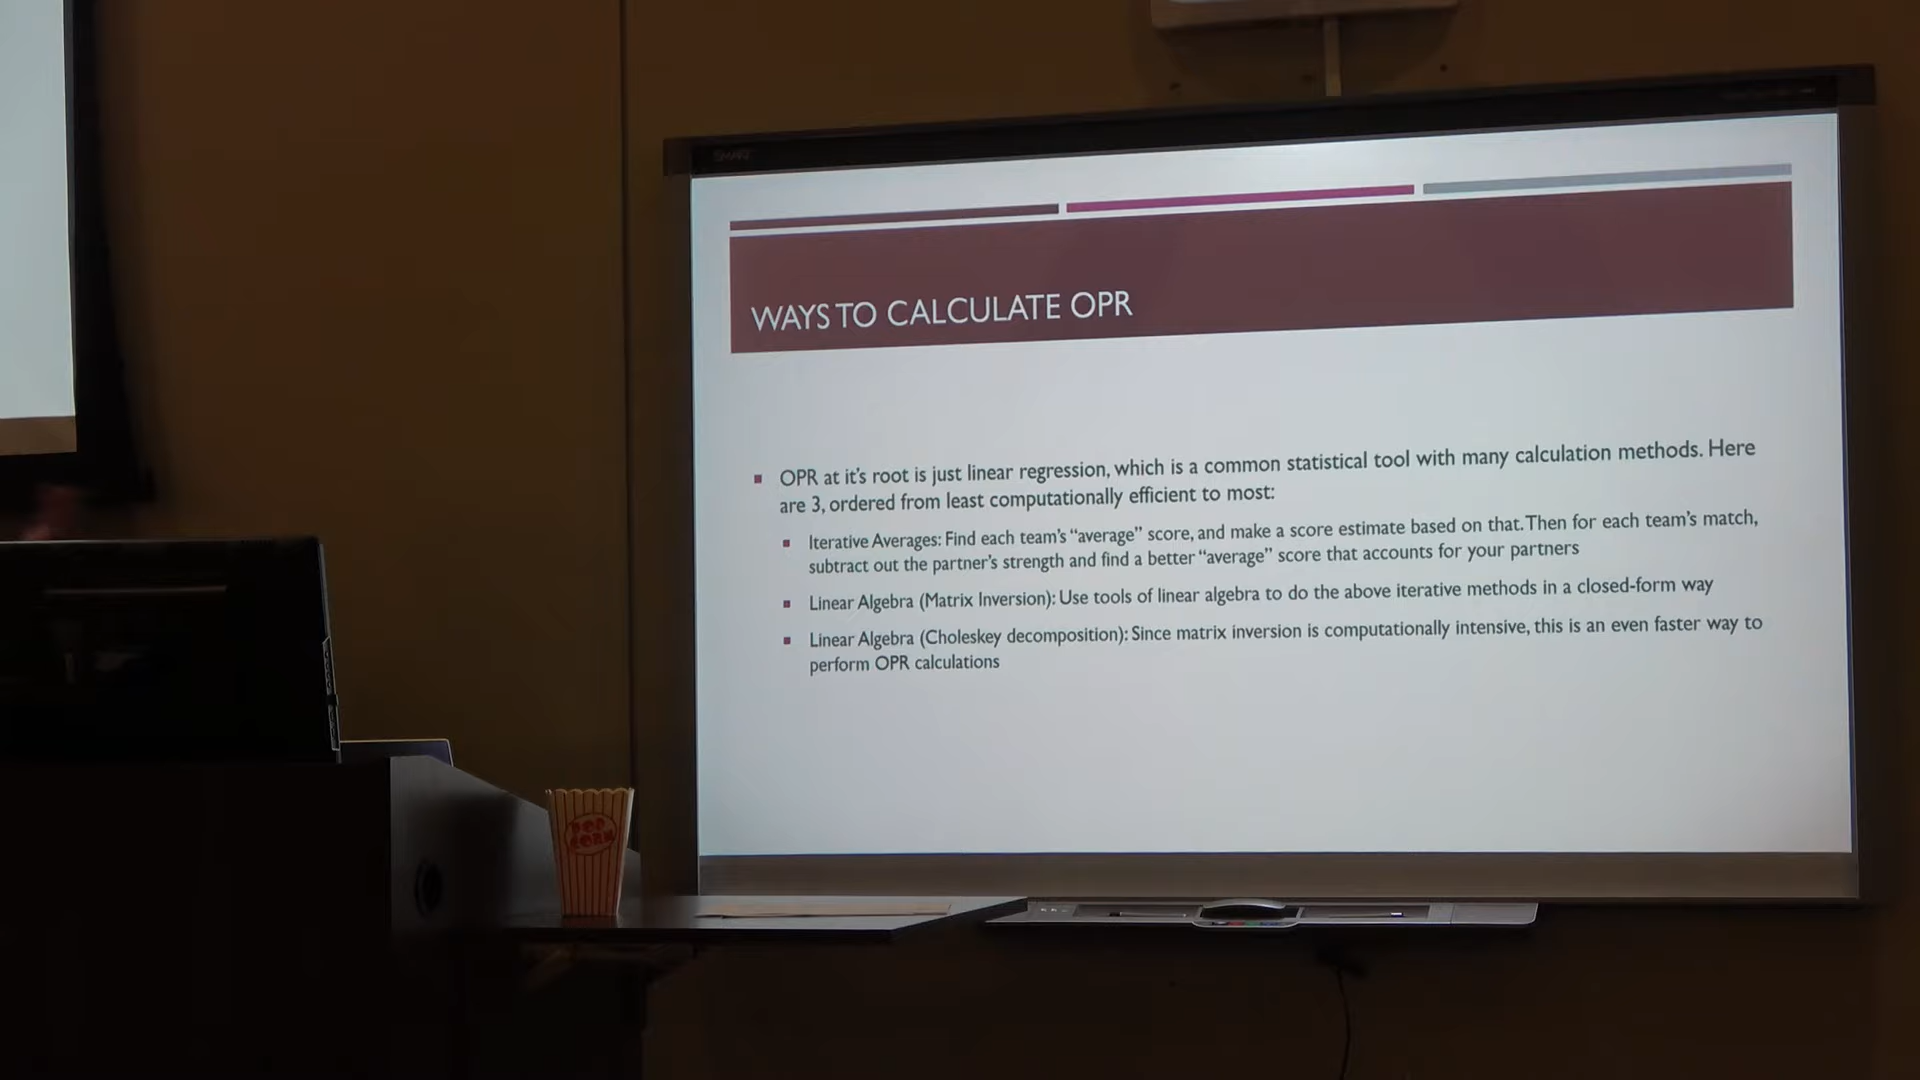 SMART
WAYS TO CALCULATE OPR
OPR at it's root is just linear regression, which is a common statistical tool with many calculation methods. Here
are 3, ordered from least computationally efficient to most:
Iterative Averages: Find each team's “average” score, and make a score estimate based on that. Then for each team's match,
subtract out the partner's strength and find a better “average” score that accounts for your partners
Linear Algebra (Matrix Inversion): Use tools of linear algebra to do the above iterative methods in a closed-form way
Linear Algebra (Choleskey decomposition): Since matrix inversion is computationally intensive, this is an even faster way to
perform OPR calculations
POP
CORN